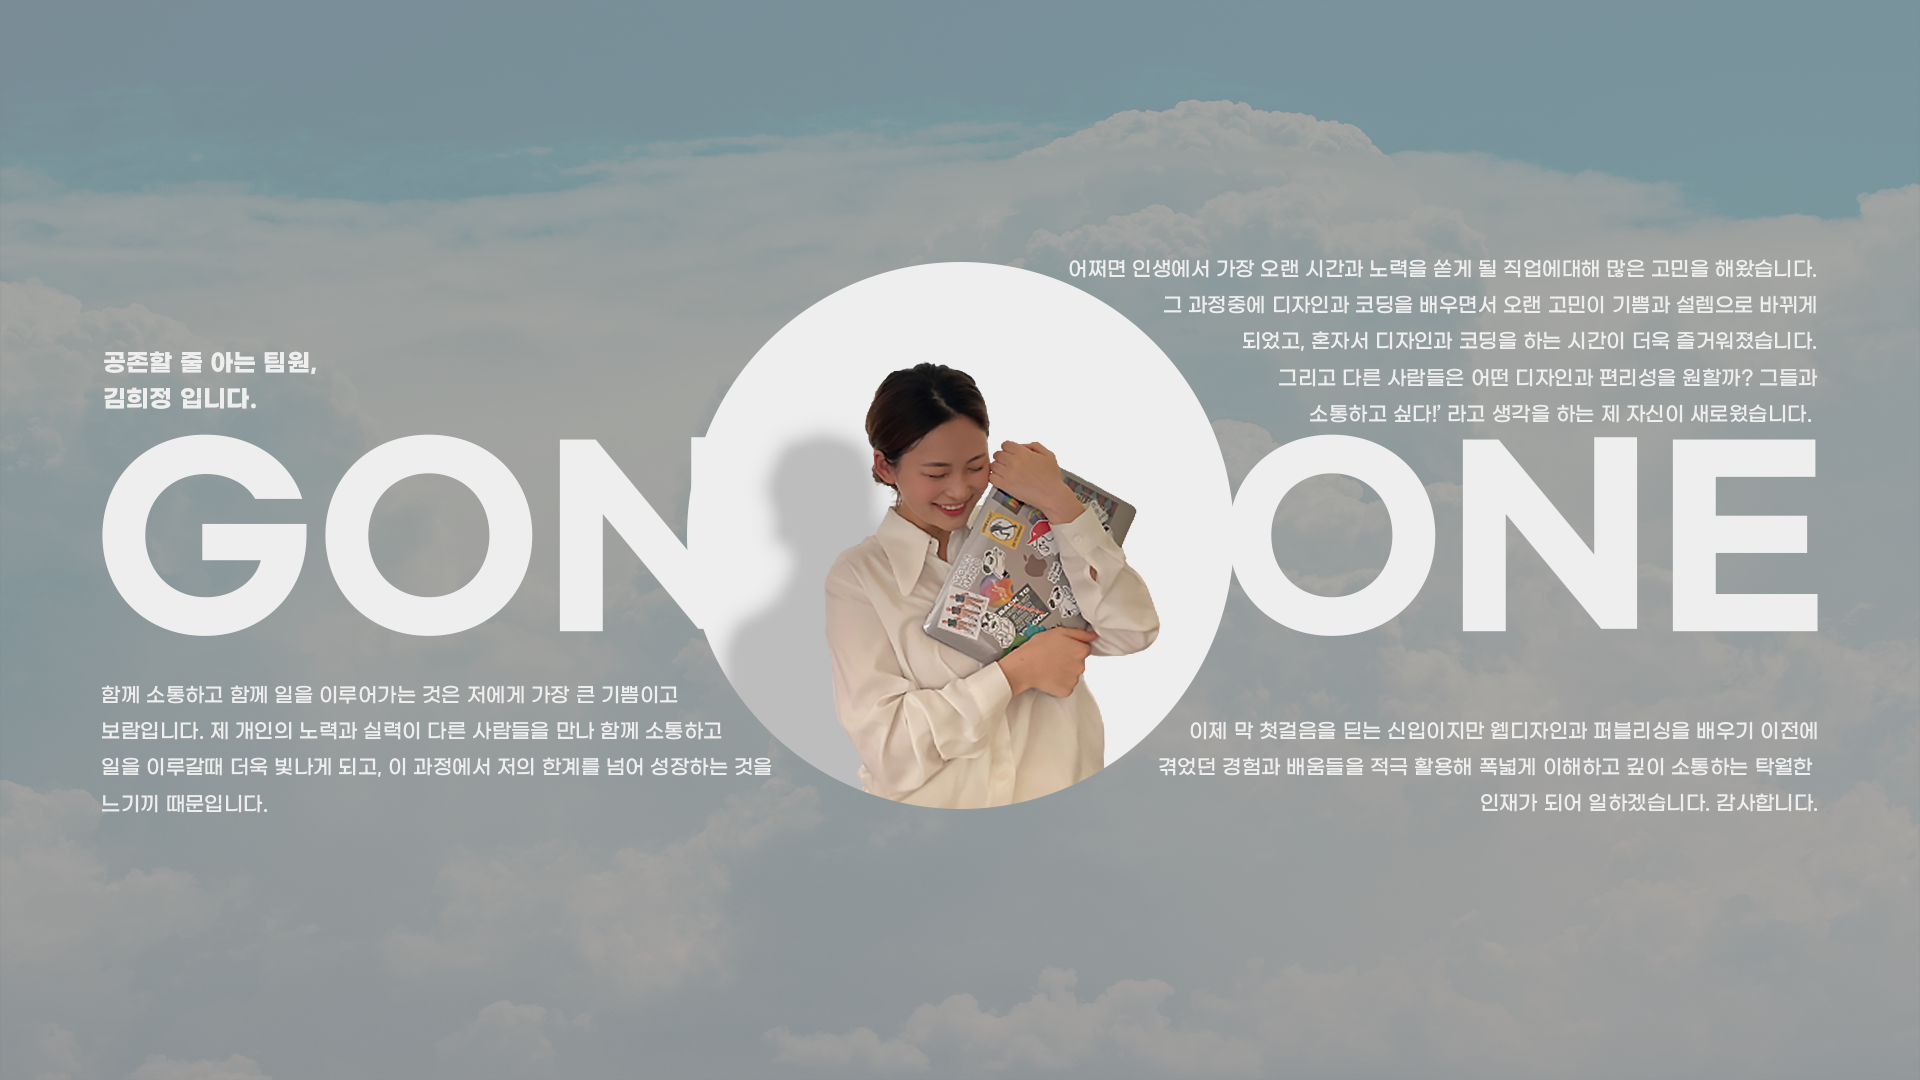 공존할 줄 아는 팀원,
김희정 입니다.
GON ONE
함께 소통하고 함께 일을 이루어가는 것은 저에게 가장 큰 기쁨이고
보람입니다. 제 개인의 노력과 실력이 다른 사람들을 만나 함께 소통하고
일을 이루갈때 더욱 빛나게 되고, 이 과정에서 저의 한계를 넘어 성장하는 것을
느기끼 때문입니다.
어쩌면 인생에서 가장 오랜 시간과 노력을 쏟게 될 직업에대해 많은 고민을 해왔습니다.
그 과정중에 디자인과 코딩을 배우면서 오랜 고민이 기쁨과 설렘으로 바뀌게
되었고, 혼자서 디자인과 코딩을 하는 시간이 더욱 즐거워졌습니다.
그리고 다른 사람들은 어떤 디자인과 편리성을 원할까? 그들과
소통하고 싶다!’ 라고 생각을 하는 제 자신이 새로웠습니다.
이제 막 첫걸음을 딛는 신입이지만 웹디자인과 퍼블리싱을 배우기 이전에
겪었던 경험과 배움들을 적극 활용해 폭넓게 이해하고 깊이 소통하는 탁월한
인재가 되어 일하겠습니다. 감사합니다.
BACK TO